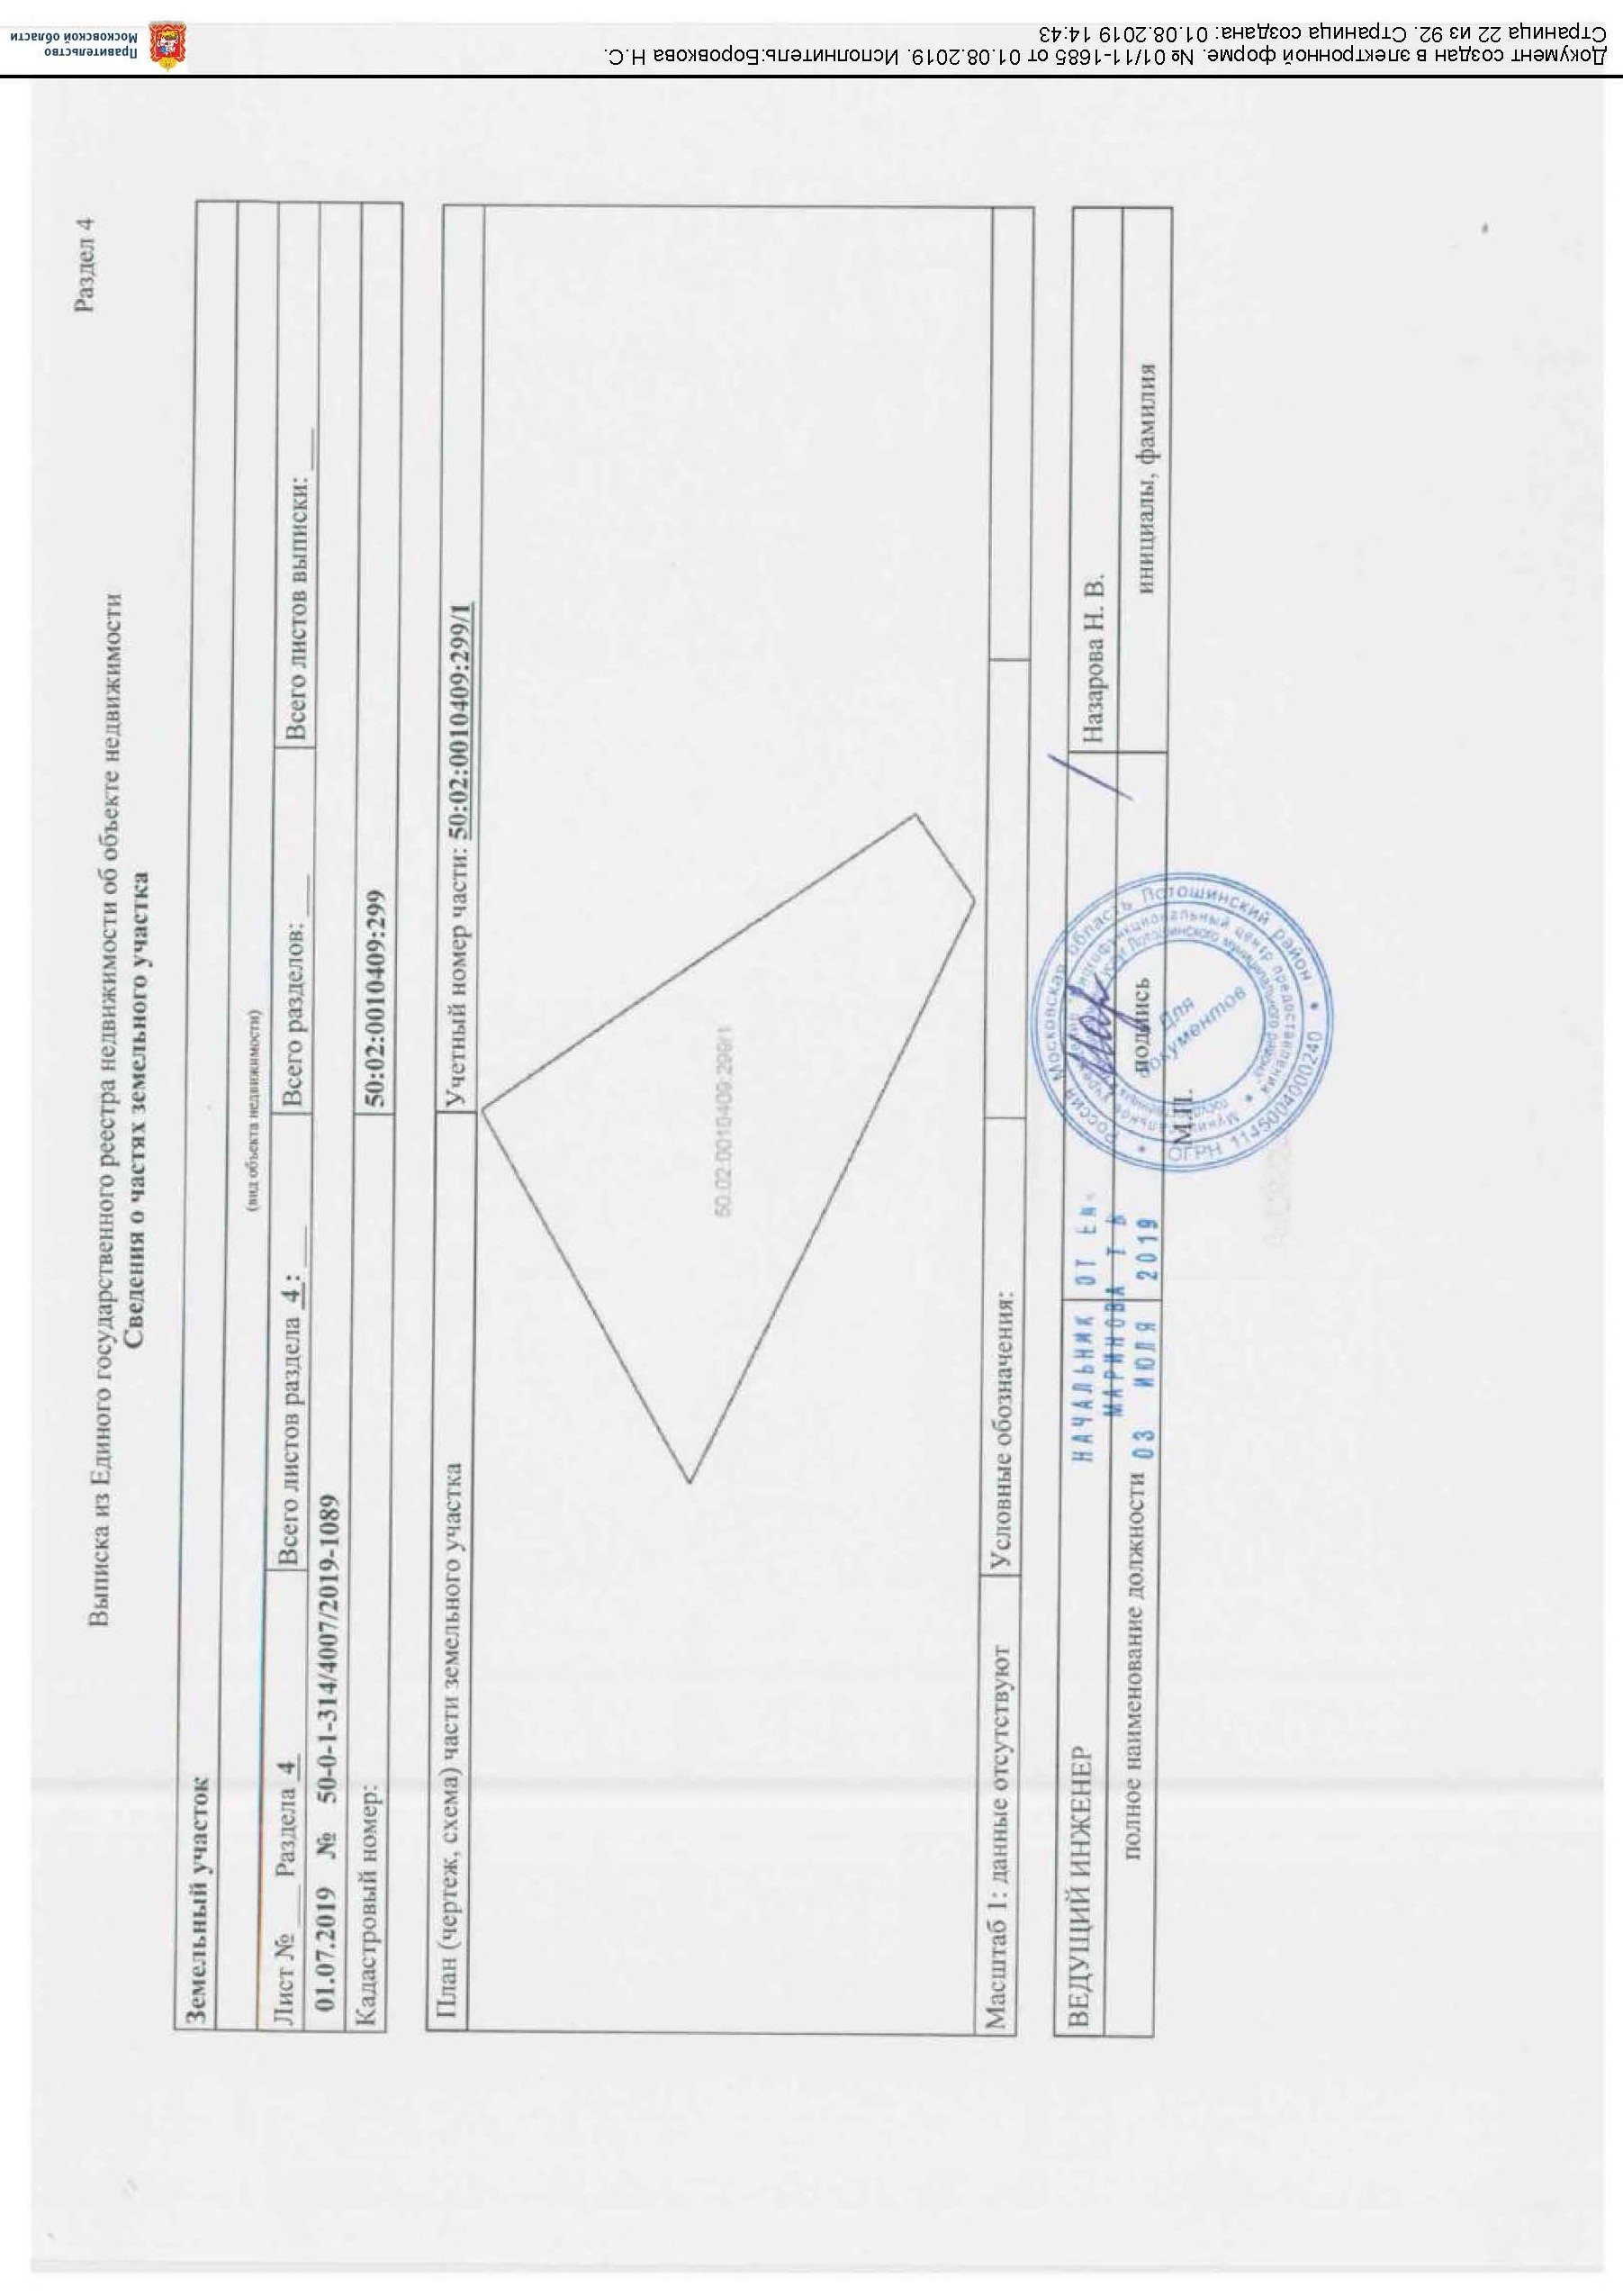 Документ создан в электронной форме. № 01/11-1685 от 01.08.2019. Исполнитель:Боровкова Н.С.
Страница 22 из 92. Страница создана: 01.08.2019 14:43
Правительство
Московской области
Раздел 4
Выписка из Единого государственного реестра недвижимости об объекте недвижимости
Сведения о частях земельного участка
Земельный участок
(вид объекта недвижимости)
Лист № ___ Раздела 4 Всего листов раздела 4 : ___ Всего разделов: ___ Всего листов выписки: ___
01.07.2019 № 50-0-1-314/4007/2019-1089
Кадастровый номер: 50:02:0010409:299
План (чертеж, схема) части земельного участка Учетный номер части: 50:02:0010409:299/1
50:02:0010409:299/1
Масштаб 1: данные отсутствуют Условные обозначения:
ВЕДУЩИЙ ИНЖЕНЕР Назарова Н. В.
НАЧАЛЬНИК
МАРИНОВА Т В
03 ИЮЛЯ 2019
полное наименование должности подпись инициалы, фамилия
М.П.
Россия * Московская область Лотошинский район *
ОГРН 1145004000240
Для
документов